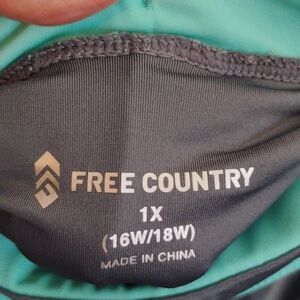 FREE COUNTRY
1X
(16W/18W)
MADE IN CHINA